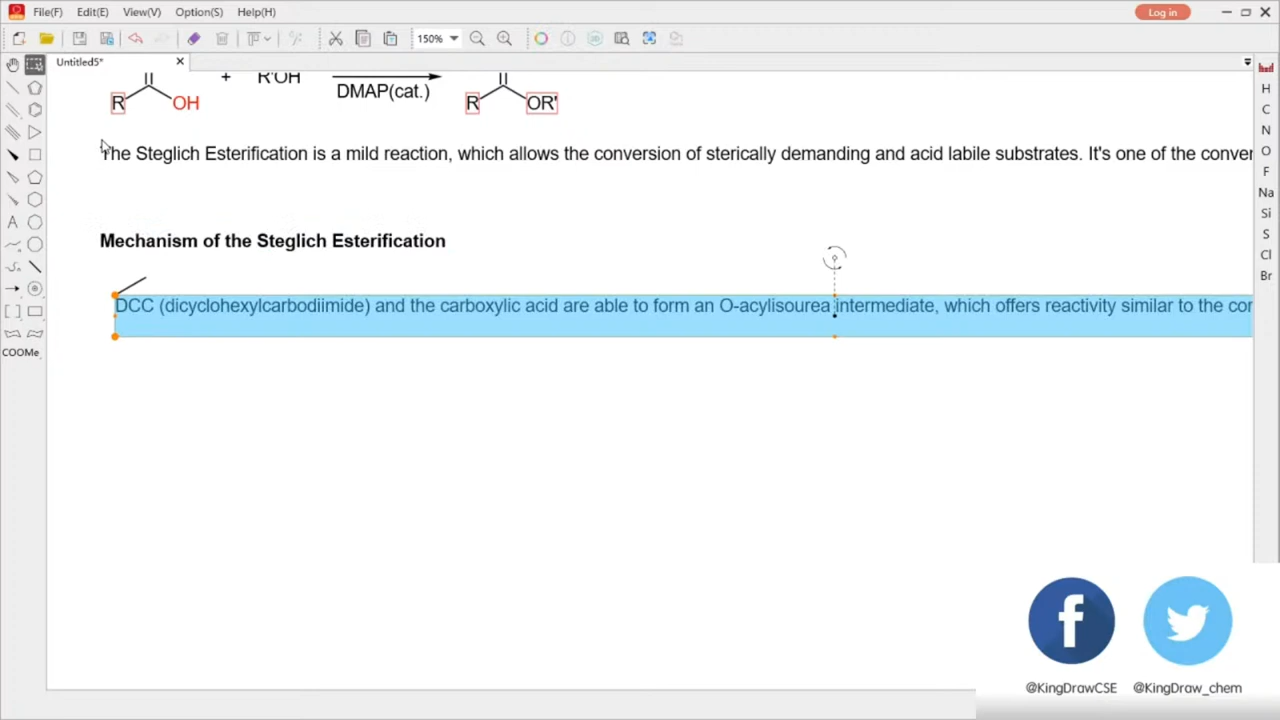 File(F) Edit(E) View(V) Option(S) Help(H) Log in
150%
Untitled5*
+ R'OH
DMAP(cat.)
R OH R OR'
The Steglich Esterification is a mild reaction, which allows the conversion of sterically demanding and acid labile substrates. It's one of the conver
Mechanism of the Steglich Esterification
DCC (dicyclohexylcarbodiimide) and the carboxylic acid are able to form an O-acylisourea intermediate, which offers reactivity similar to the cor
A
COOMe
H
C
N
O
F
Na
Si
S
Cl
Br
@KingDrawCSE @KingDraw_chem